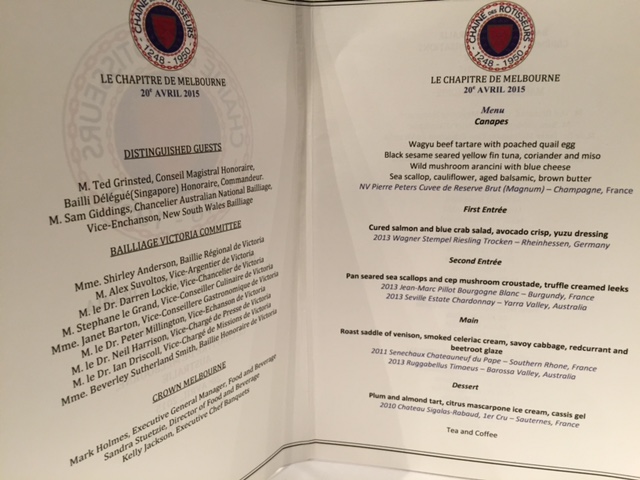 CHAÎNE DES RÔTISSEURS
1248 - 1950
LE CHAPITRE DE MELBOURNE
20e AVRIL 2015
DISTINGUISHED GUESTS
M. Ted Grinsted, Conseil Magistral Honoraire,
Bailli Délégué(Singapore) Honoraire, Commandeur.
M. Sam Giddings, Chancelier Australian National Bailliage,
Vice-Enchanson, New South Wales Bailliage
BAILLIAGE VICTORIA COMMITTEE
Mme. Shirley Anderson, Baillie Régional de Victoria
M. Alex Suvoltos, Vice-Argentier de Victoria
M. le Dr. Darren Lockie, Vice-Chancelier de Victoria
M. Stephane le Grand, Vice-Conseiller Culinaire de Victoria
Mme. Janet Barton, Vice-Conseillere Gastronomique de Victoria
M. le Dr. Peter Millington, Vice-Echanson de Victoria
M. le Dr. Neil Harrison, Vice-Chargé de Presse de Victoria
M. le Dr. Ian Driscoll, Vice-Chargé de Missions de Victoria
Mme. Beverley Sutherland Smith, Baillie Honoraire de Victoria
CROWN MELBOURNE
Mark Holmes, Executive General Manager, Food and Beverage
Sandra Stuetzie, Director of Food and Beverage
Kelly Jackson, Executive Chef Banquets
CHAÎNE DES RÔTISSEURS
1248 - 1950
LE CHAPITRE DE MELBOURNE
20e AVRIL 2015
Menu
Canapes
Wagyu beef tartare with poached quail egg
Black sesame seared yellow fin tuna, coriander and miso
Wild mushroom arancini with blue cheese
Sea scallop, cauliflower, aged balsamic, brown butter
NV Pierre Peters Cuvee de Reserve Brut (Magnum) – Champagne, France
First Entrée
Cured salmon and blue crab salad, avocado crisp, yuzu dressing
2013 Wagner Stempel Riesling Trocken – Rheinhessen, Germany
Second Entrée
Pan seared sea scallops and cep mushroom croustade, truffle creamed leeks
2013 Jean-Marc Pillot Bourgogne Blanc – Burgundy, France
2013 Seville Estate Chardonnay – Yarra Valley, Australia
Main
Roast saddle of venison, smoked celeriac cream, savoy cabbage, redcurrant and
beetroot glaze
2011 Senechaux Chateauneuf du Pape – Southern Rhone, France
2013 Ruggabellus Timaeus – Barossa Valley, Australia
Dessert
Plum and almond tart, citrus mascarpone ice cream, cassis gel
2010 Chateau Sigalas-Rabaud, 1er Cru – Sauternes, France
Tea and Coffee